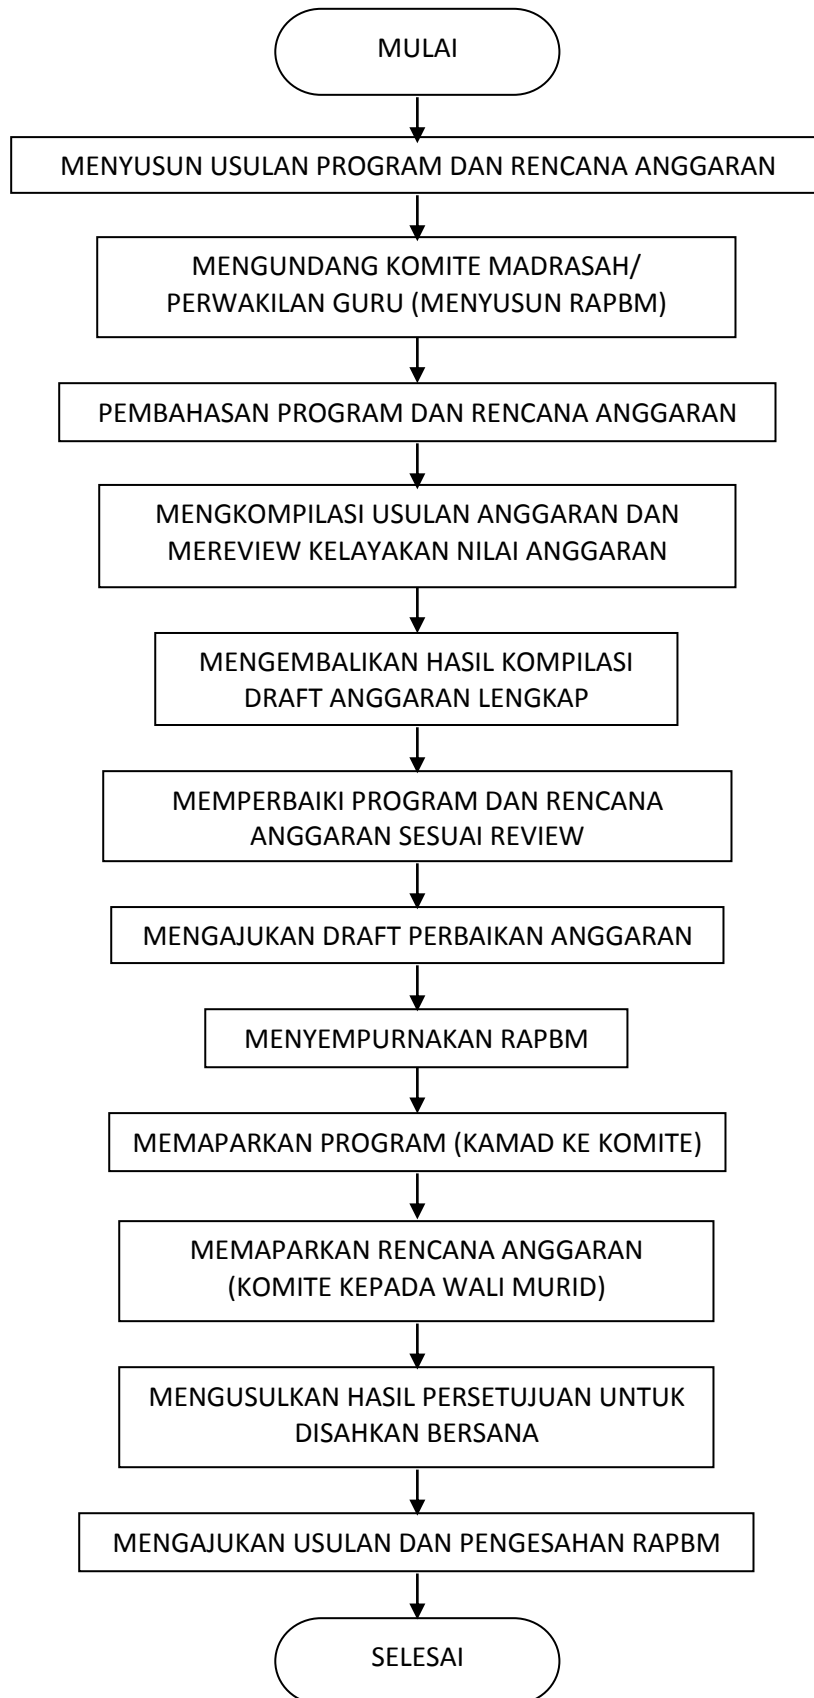 MULAI
MENYUSUN USULAN PROGRAM DAN RENCANA ANGGARAN
MENGUNDANG KOMITE MADRASAH/
PERWAKILAN GURU (MENYUSUN RAPBM)
PEMBAHASAN PROGRAM DAN RENCANA ANGGARAN
MENGKOMPILASI USULAN ANGGARAN DAN
MEREVIEW KELAYAKAN NILAI ANGGARAN
MENGEMBALIKAN HASIL KOMPILASI
DRAFT ANGGARAN LENGKAP
MEMPERBAIKI PROGRAM DAN RENCANA
ANGGARAN SESUAI REVIEW
MENGAJUKAN DRAFT PERBAIKAN ANGGARAN
MENYEMPURNAKAN RAPBM
MEMAPARKAN PROGRAM (KAMAD KE KOMITE)
MEMAPARKAN RENCANA ANGGARAN
(KOMITE KEPADA WALI MURID)
MENGUSULKAN HASIL PERSETUJUAN UNTUK
DISAHKAN BERSANA
MENGAJUKAN USULAN DAN PENGESAHAN RAPBM
SELESAI